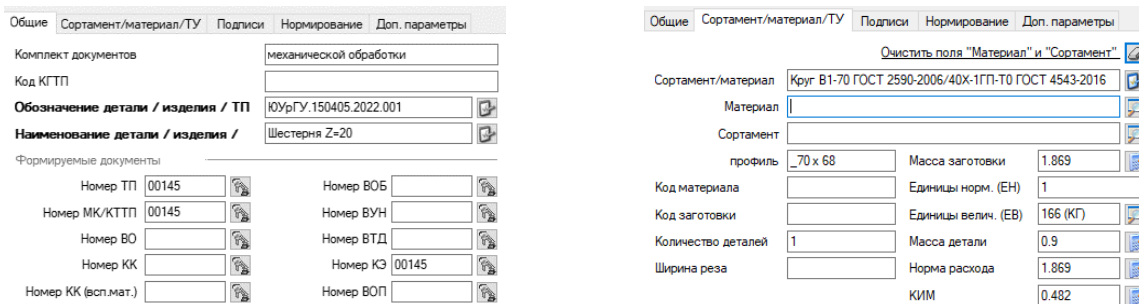 Общие Сортамент/материал/ТУ Подписи Нормирование Доп. параметры
Комплект документов механической обработки
Код КГТП
Обозначение детали / изделия / ТП ЮУрГУ.150405.2022.001
Наименование детали / изделия / Шестерня Z=20
Формируемые документы
Номер ТП 00145 Номер ВОБ
Номер МК/КТТП 00145 Номер ВУН
Номер ВО Номер ВТД
Номер КК Номер КЭ 00145
Номер КК (всп.мат.) Номер ВОП
Общие Сортамент/материал/ТУ Подписи Нормирование Доп. параметры
Очистить поля "Материал" и "Сортамент"
Сортамент/материал Круг В1-70 ГОСТ 2590-2006/40Х-1ГП-Т0 ГОСТ 4543-2016
Материал
Сортамент
профиль _70 x 68 Масса заготовки 1.869
Код материала Единицы норм. (ЕН) 1
Код заготовки Единицы велич. (ЕВ) 166 (КГ)
Количество деталей 1 Масса детали 0.9
Ширина реза Норма расхода 1.869
КИМ 0.482